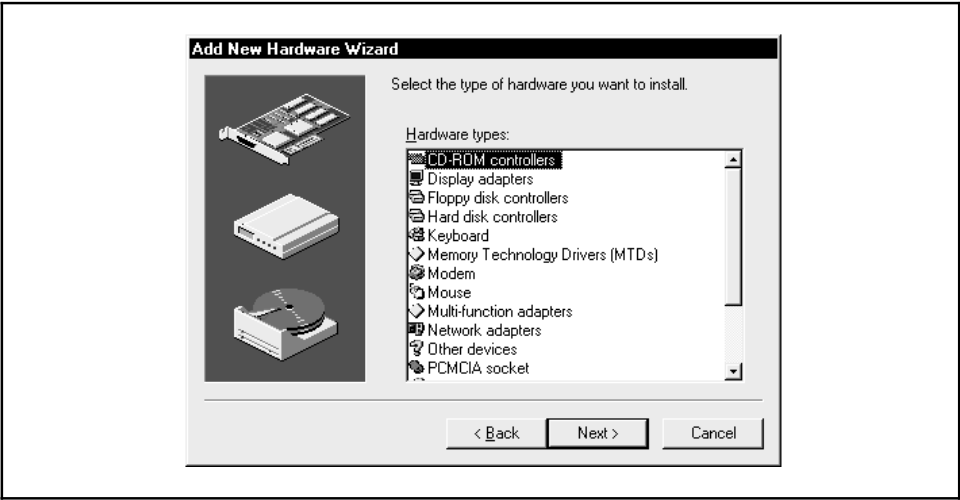 Add New Hardware Wizard
Select the type of hardware you want to install.
Hardware types:
CD-ROM controllers
Display adapters
Floppy disk controllers
Hard disk controllers
Keyboard
Memory Technology Drivers (MTDs)
Modem
Mouse
Multi-function adapters
Network adapters
Other devices
PCMCIA socket
< Back
Next >
Cancel